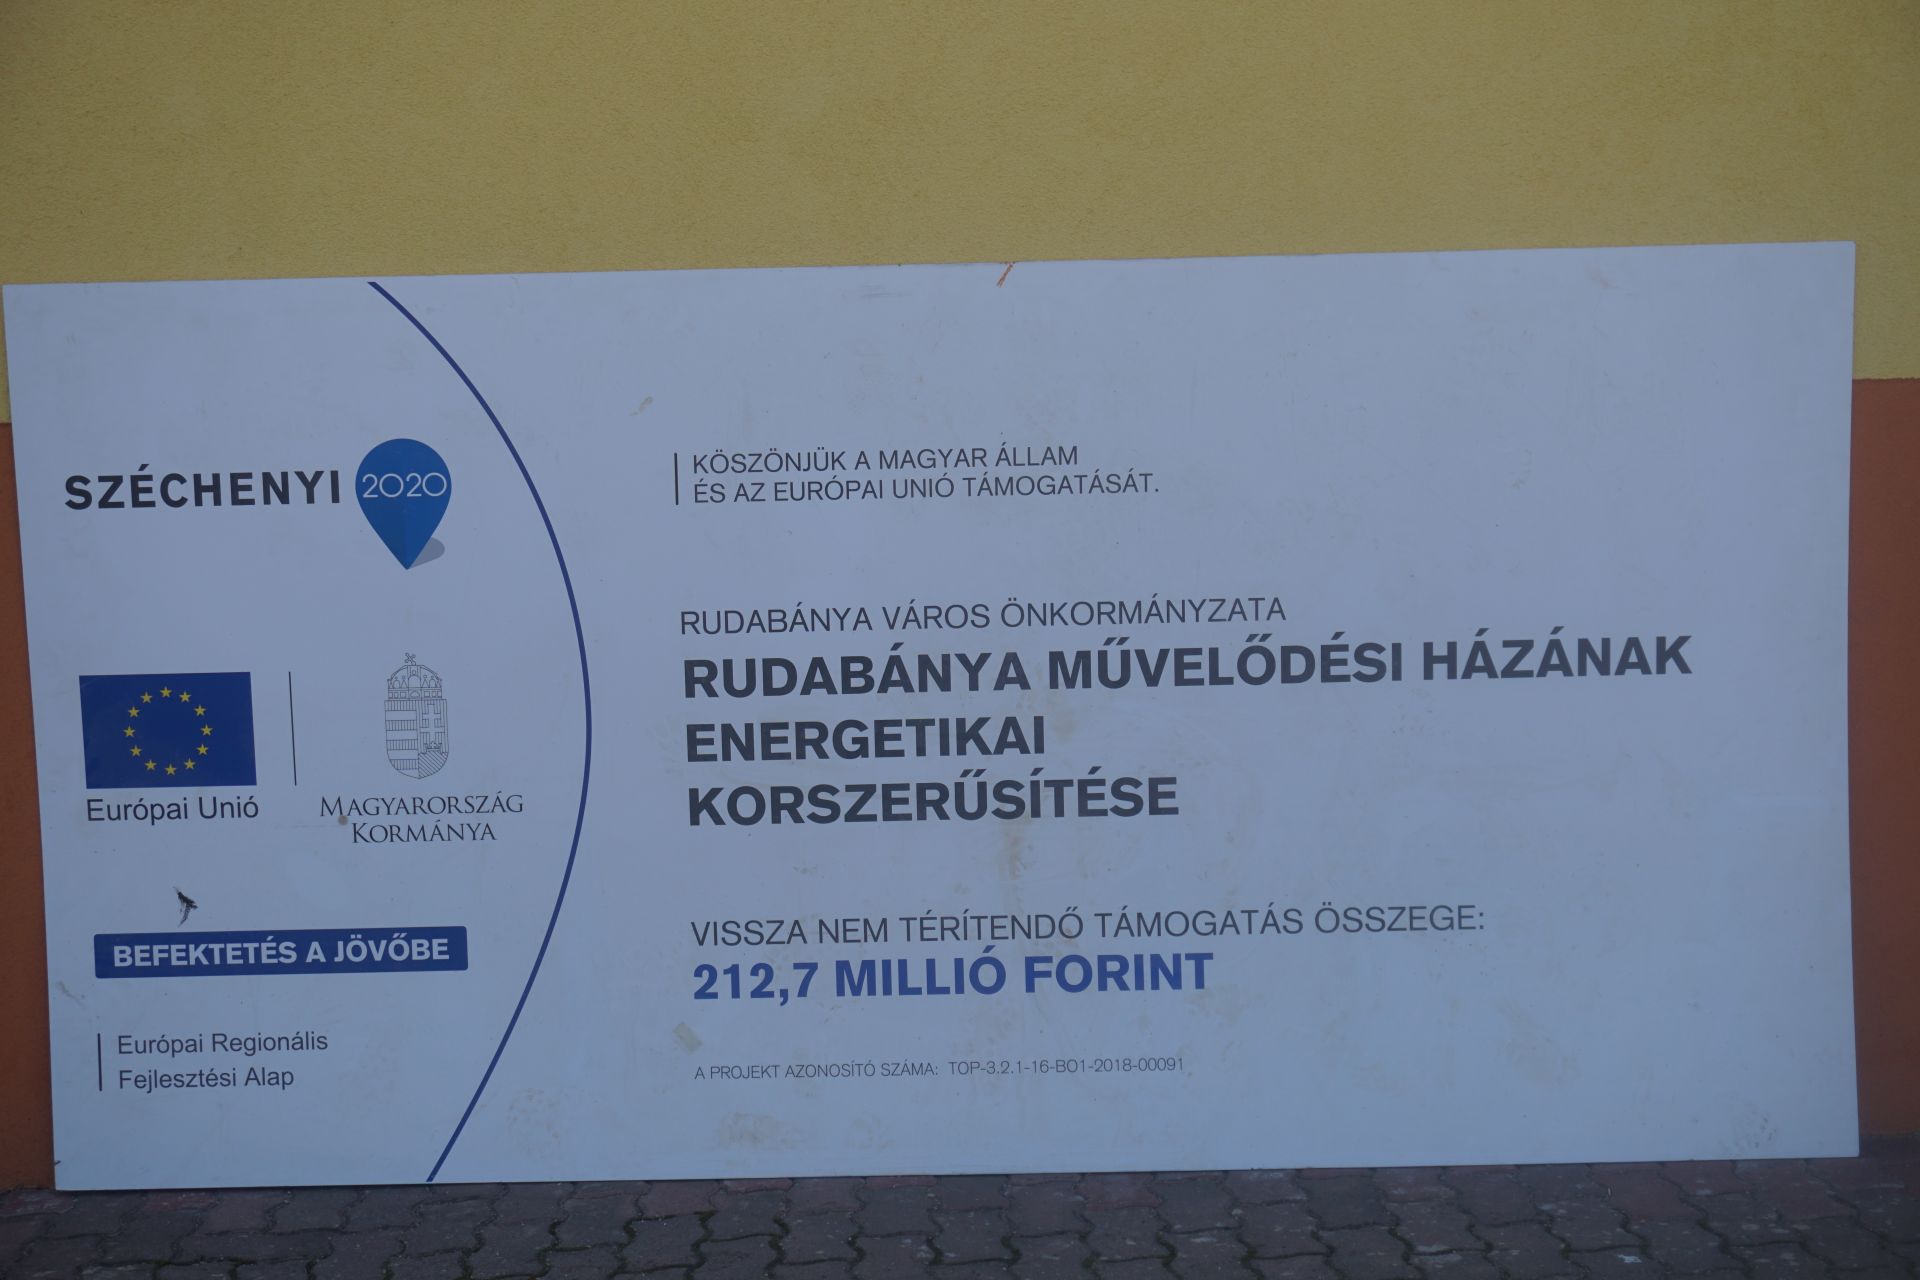 SZÉCHENYI 2020
Európai Unió
MAGYARORSZÁG
KORMÁNYA
BEFEKTETÉS A JÖVŐBE
Európai Regionális
Fejlesztési Alap
KÖSZÖNJÜK A MAGYAR ÁLLAM
ÉS AZ EURÓPAI UNIÓ TÁMOGATÁSÁT.
RUDABÁNYA VÁROS ÖNKORMÁNYZATA
RUDABÁNYA MŰVELŐDÉSI HÁZÁNAK
ENERGETIKAI
KORSZERŰSÍTÉSE
VISSZA NEM TÉRÍTENDŐ TÁMOGATÁS ÖSSZEGE:
212,7 MILLIÓ FORINT
A PROJEKT AZONOSÍTÓ SZÁMA: TOP-3.2.1-16-BO1-2018-00091